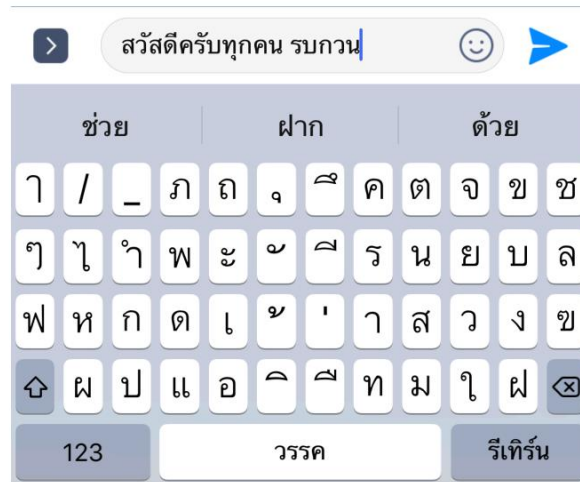 สวัสดีครับทุกคน รบกวน
ช่วย ฝาก ด้วย
ๅ / _ ภ ถ ุ ึ ค ต จ ข ช
ๆ ไ ำ พ ะ ั ี ร น ย บ ล
ฟ ห ก ด เ ้ ่ า ส ว ง ฃ
ผ ป แ อ ิ ื ท ม ใ ฝ
123 วรรค รีเทิร์น